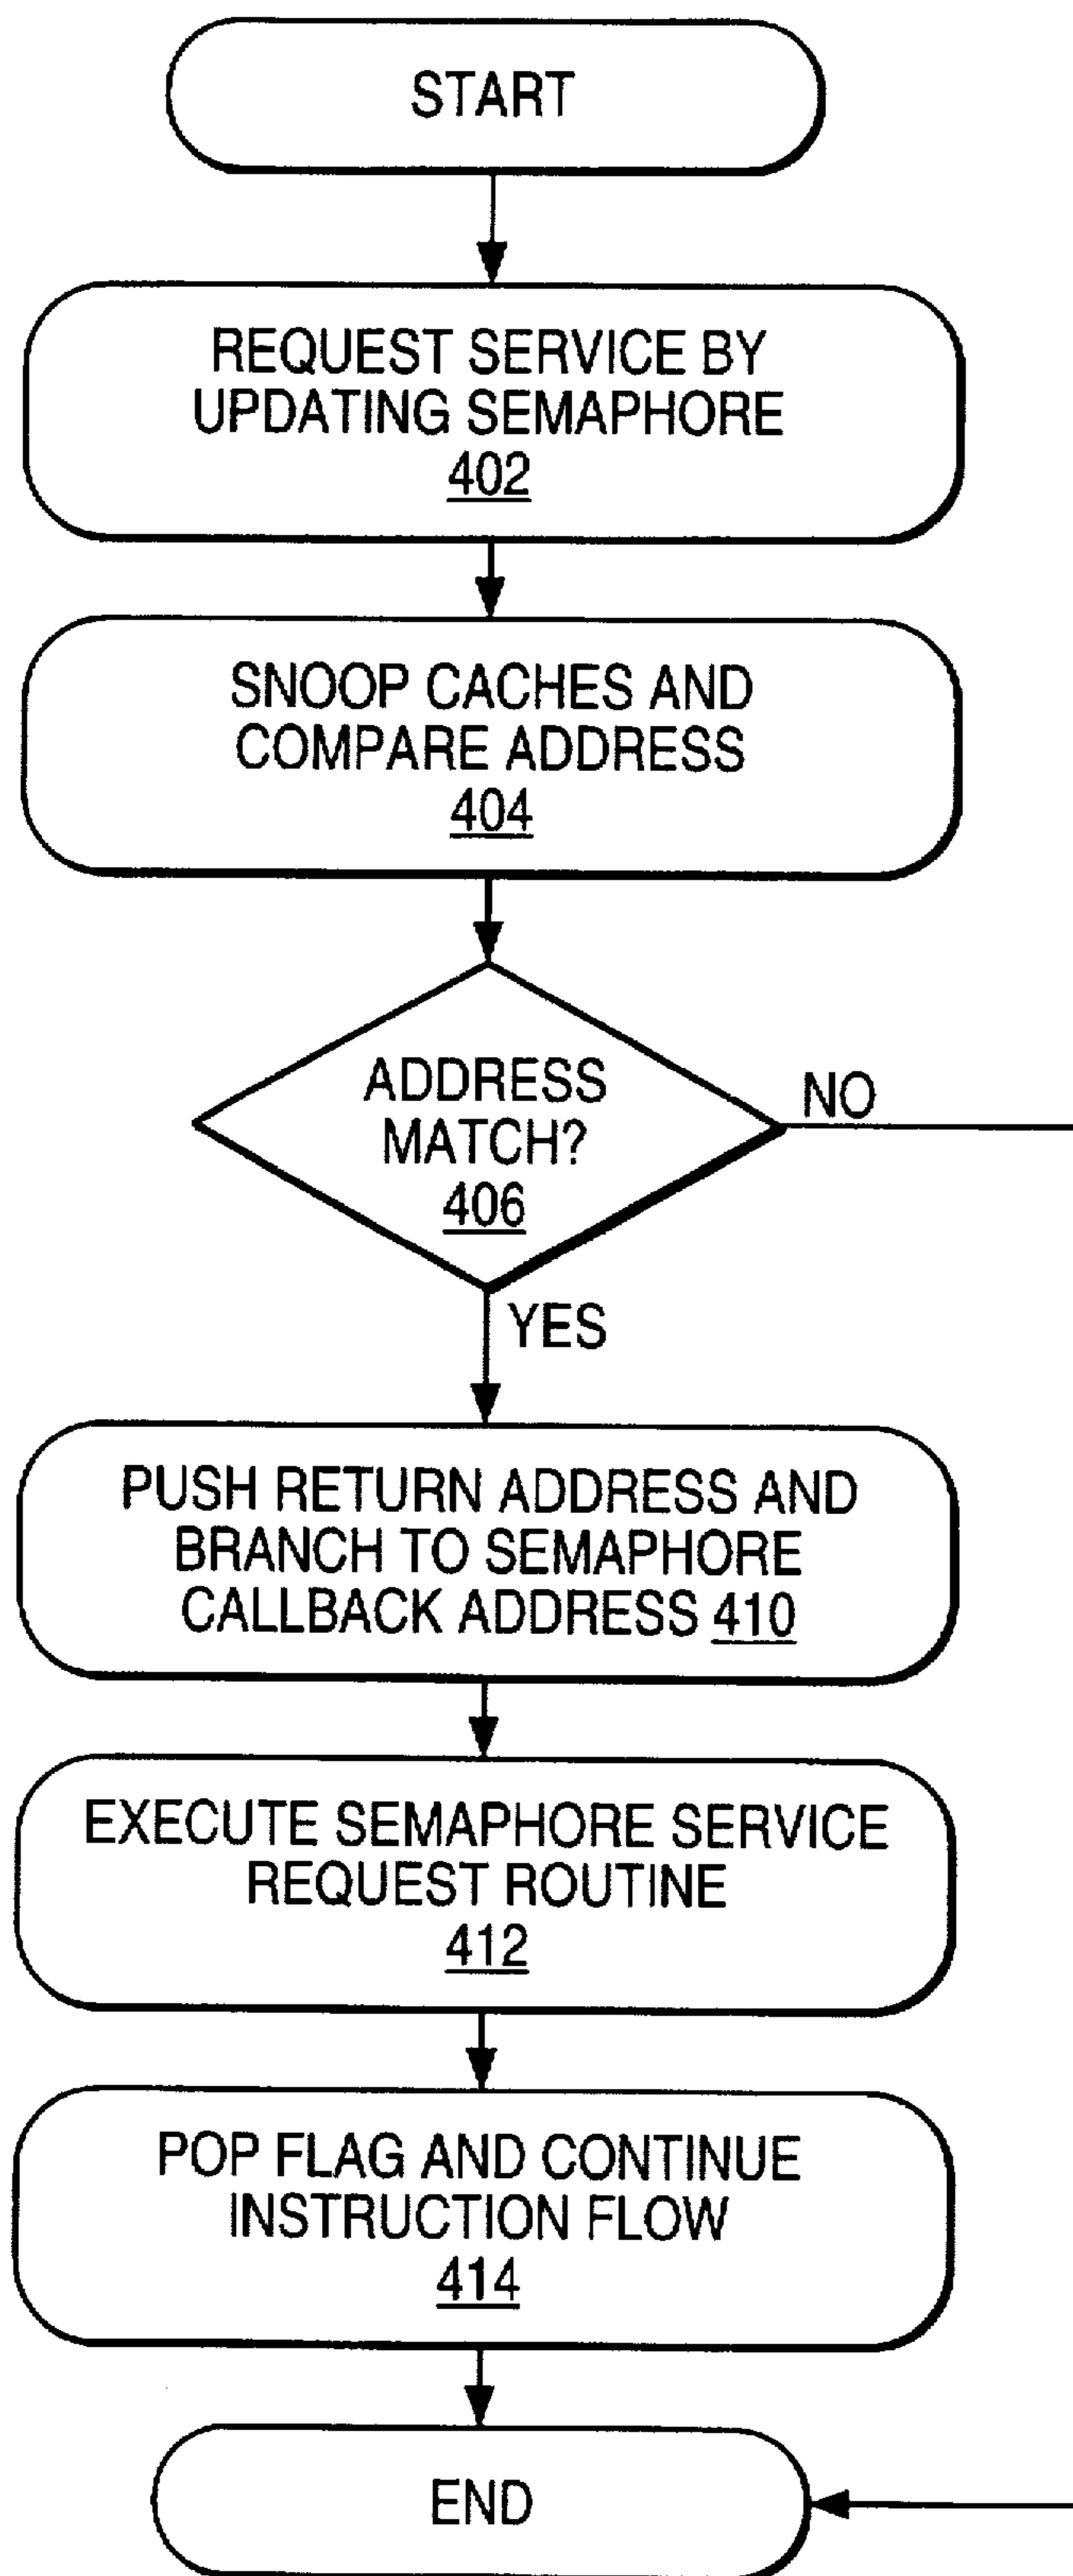 START
REQUEST SERVICE BY
UPDATING SEMAPHORE
402
SNOOP CACHES AND
COMPARE ADDRESS
404
ADDRESS
MATCH?
406
NO
YES
PUSH RETURN ADDRESS AND
BRANCH TO SEMAPHORE
CALLBACK ADDRESS 410
EXECUTE SEMAPHORE SERVICE
REQUEST ROUTINE
412
POP FLAG AND CONTINUE
INSTRUCTION FLOW
414
END